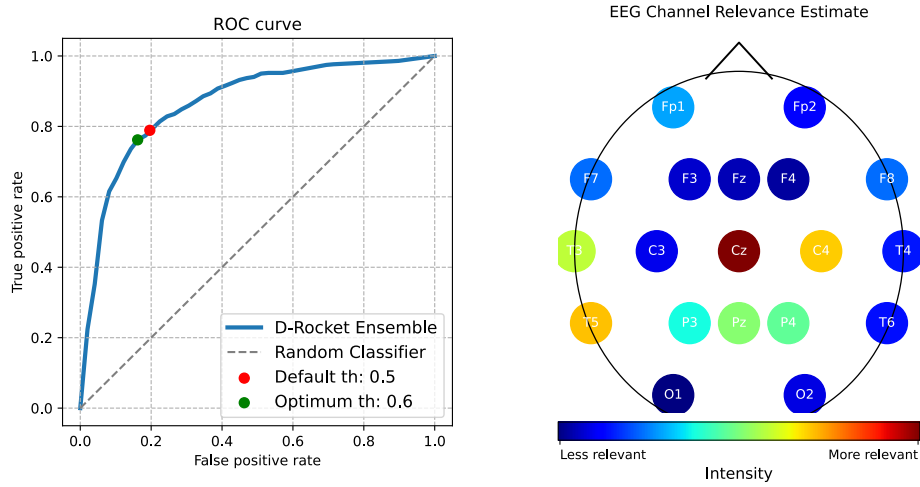 ROC curve
1.0
0.8
0.6
0.4
0.2
0.0
True positive rate
D-Rocket Ensemble
Random Classifier
Default th: 0.5
Optimum th: 0.6
0.0 0.2 0.4 0.6 0.8 1.0
False positive rate
EEG Channel Relevance Estimate
Fp1 Fp2
F7 F3 Fz F4 F8
T3 C3 Cz C4 T4
T5 P3 Pz P4 T6
O1 O2
Less relevant More relevant
Intensity